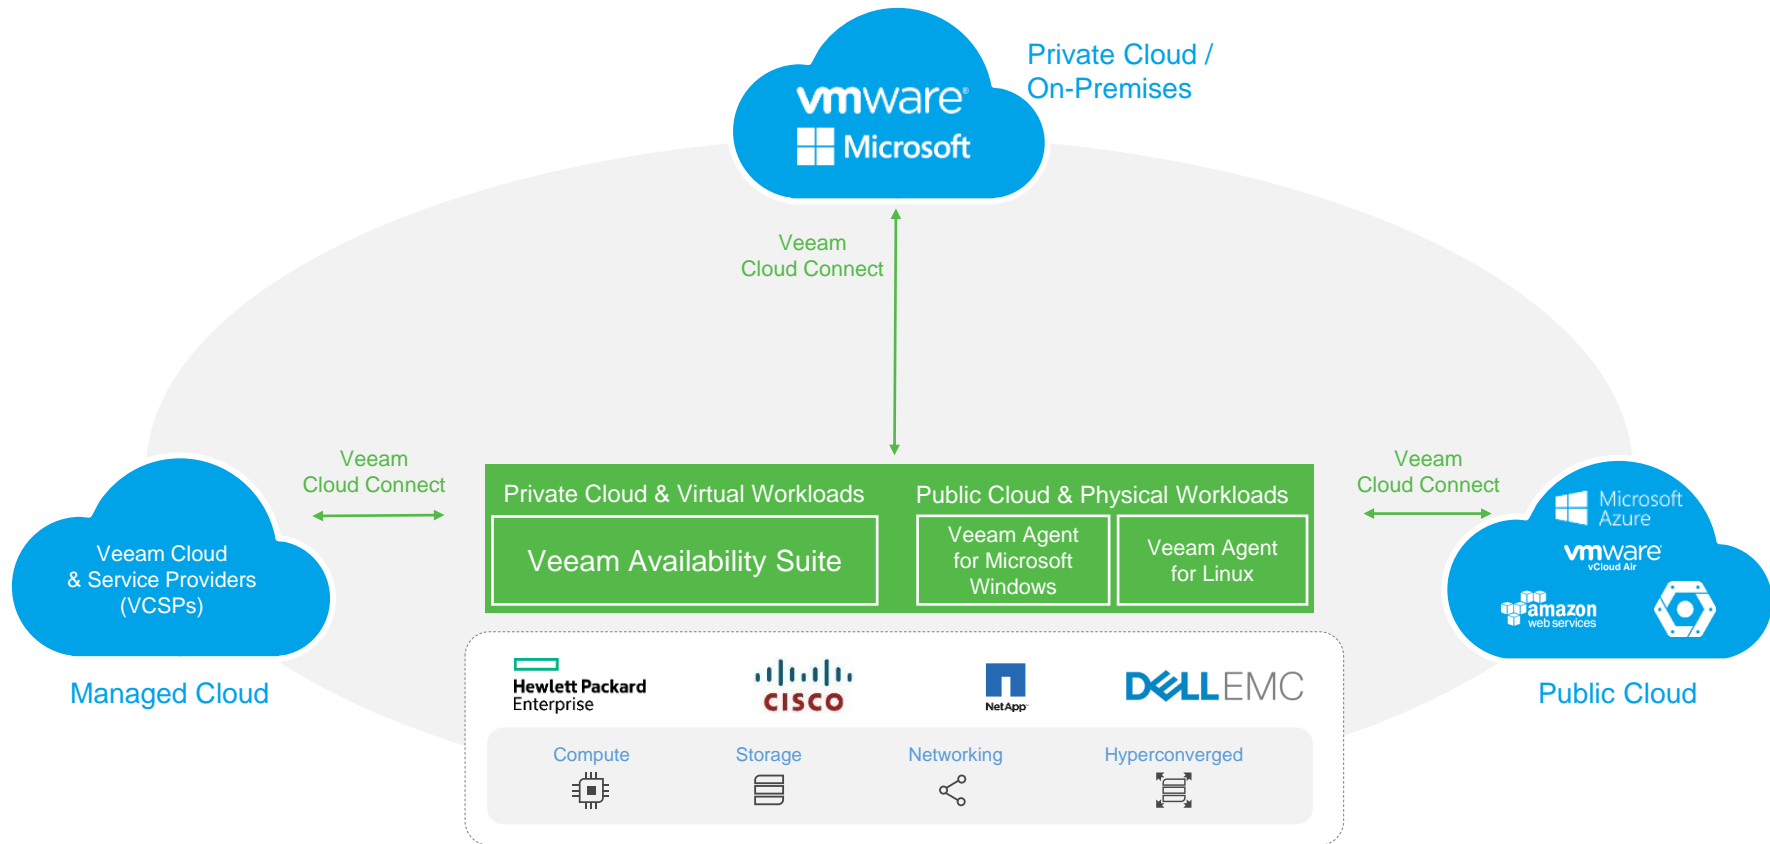 vmware
Microsoft
Private Cloud /
On-Premises
Veeam
Cloud Connect
Veeam
Cloud Connect
Veeam
Cloud Connect
Private Cloud & Virtual Workloads
Public Cloud & Physical Workloads
Veeam Availability Suite
Veeam Agent
for Microsoft
Windows
Veeam Agent
for Linux
Veeam Cloud
& Service Providers
(VCSPs)
Managed Cloud
Microsoft
Azure
vmware
vCloud Air
amazon
web services
Public Cloud
Hewlett Packard
Enterprise
CISCO
NetApp
DELL EMC
Compute
Storage
Networking
Hyperconverged